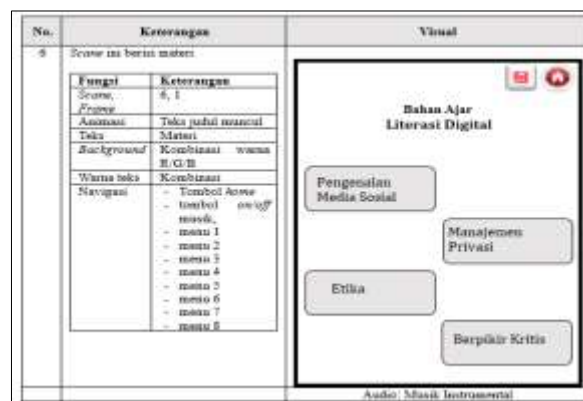 No. Keterangan Visual
6 Scene ini berisi materi
Fungsi Keterangan
Scene, 6, 1
Frame
Animasi Teks judul muncul
Teks Materi
Background Kombinasi warna
R/G/B
Warna teks Kombinasi
Navigasi - Tombol home
- tombol on/off
musik,
- menu 1
- menu 2
- menu 3
- menu 4
- menu 5
- menu 6
- menu 7
- menu 8
Bahan Ajar
Literasi Digital
Pengenalan
Media Sosial
Manajemen
Privasi
Etika
Berpikir Kritis
Audio: Musik Instrumental